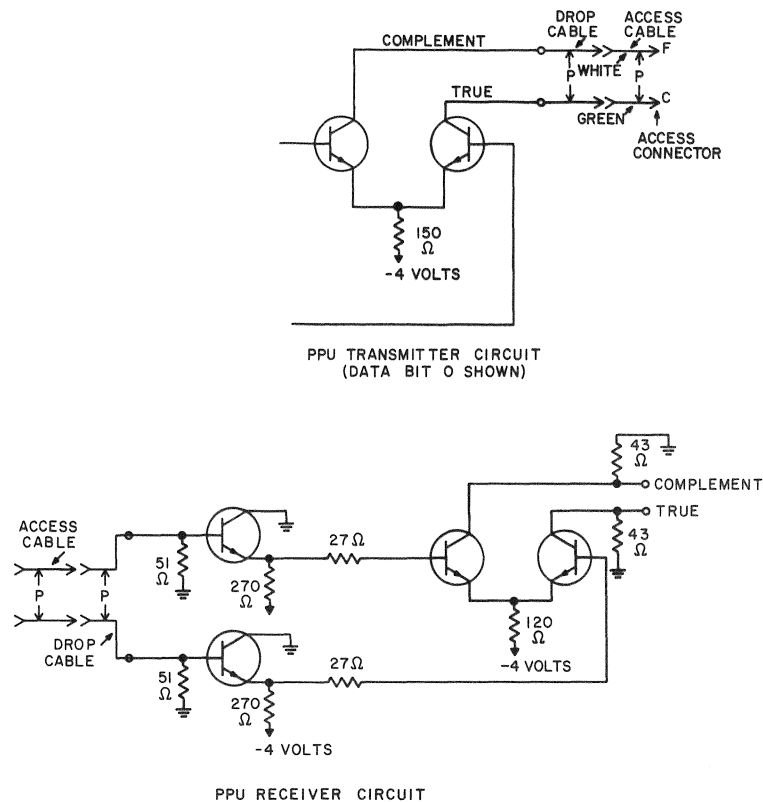 DROP
CABLE
ACCESS
CABLE
COMPLEMENT
F
P
WHITE
P
TRUE
C
GREEN
ACCESS
CONNECTOR
150
Ω
-4 VOLTS
PPU TRANSMITTER CIRCUIT
(DATA BIT 0 SHOWN)
43
Ω
COMPLEMENT
TRUE
43
Ω
ACCESS
CABLE
27Ω
51
Ω
270
Ω
P
P
120
Ω
DROP
CABLE
-4 VOLTS
27Ω
51
Ω
270
Ω
-4 VOLTS
PPU RECEIVER CIRCUIT